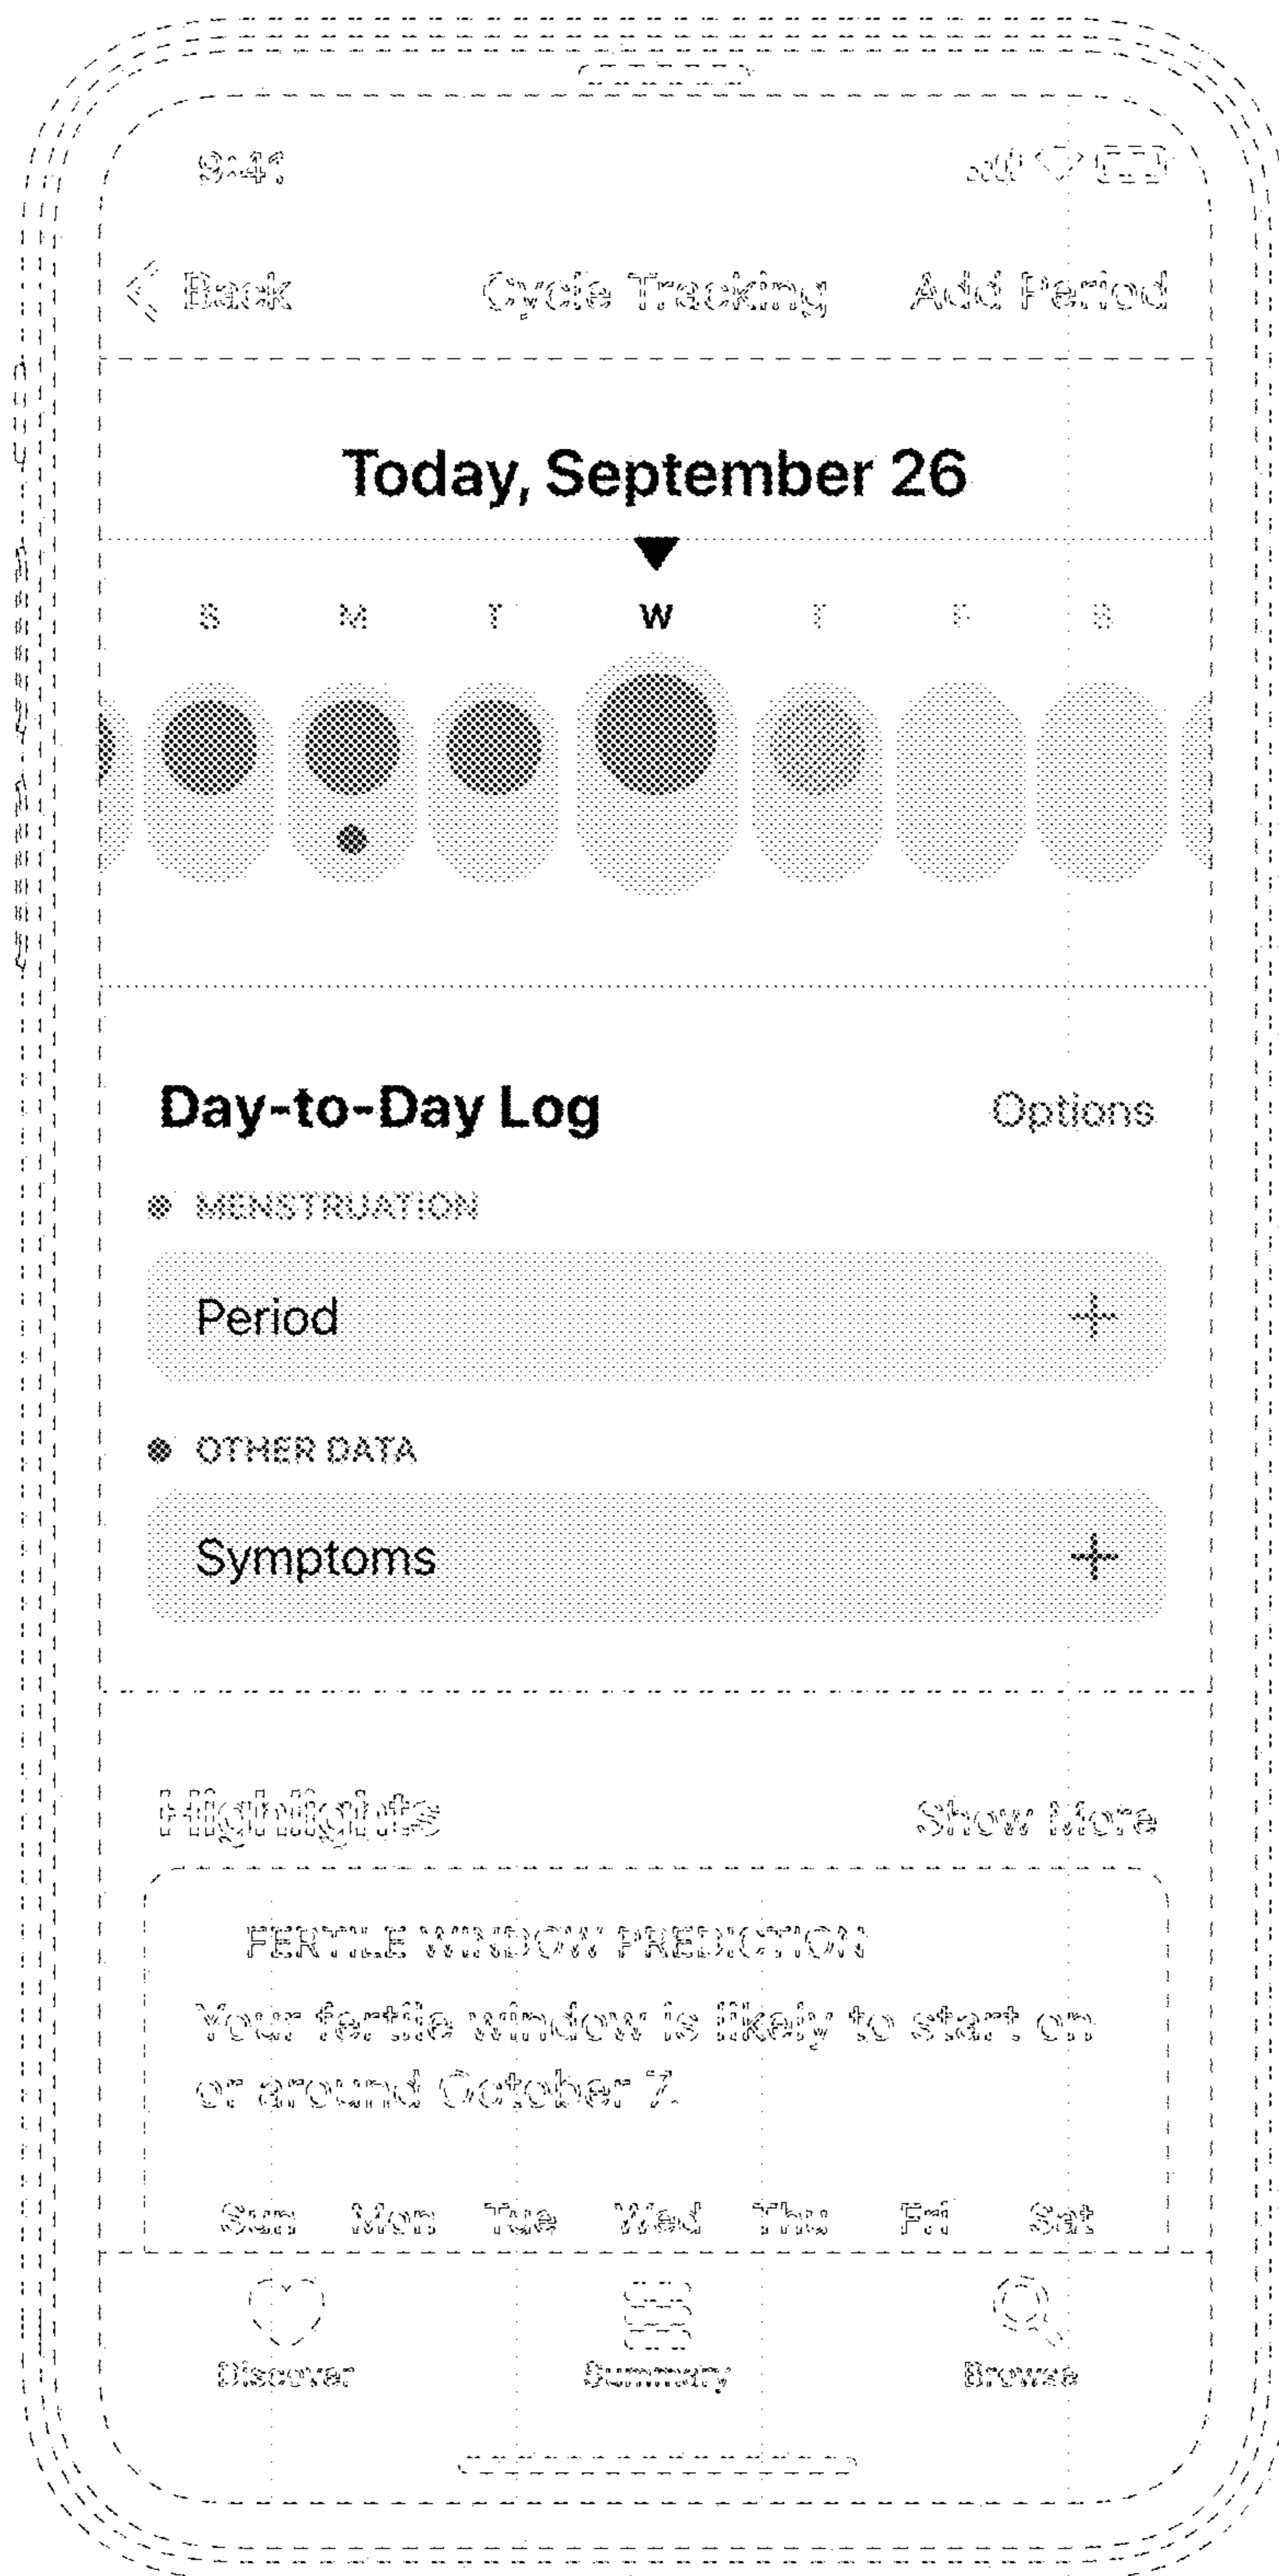 9:41
Back Cycle Tracking Add Period
Today, September 26
S M T W T F S
Day-to-Day Log Options
MENSTRUATION
Period +
OTHER DATA
Symptoms +
Highlights Show More
FERTILE WINDOW PREDICTION
Your fertile window is likely to start on
or around October 7.
Sun Mon Tue Wed Thu Fri Sat
Discover Summary Browse